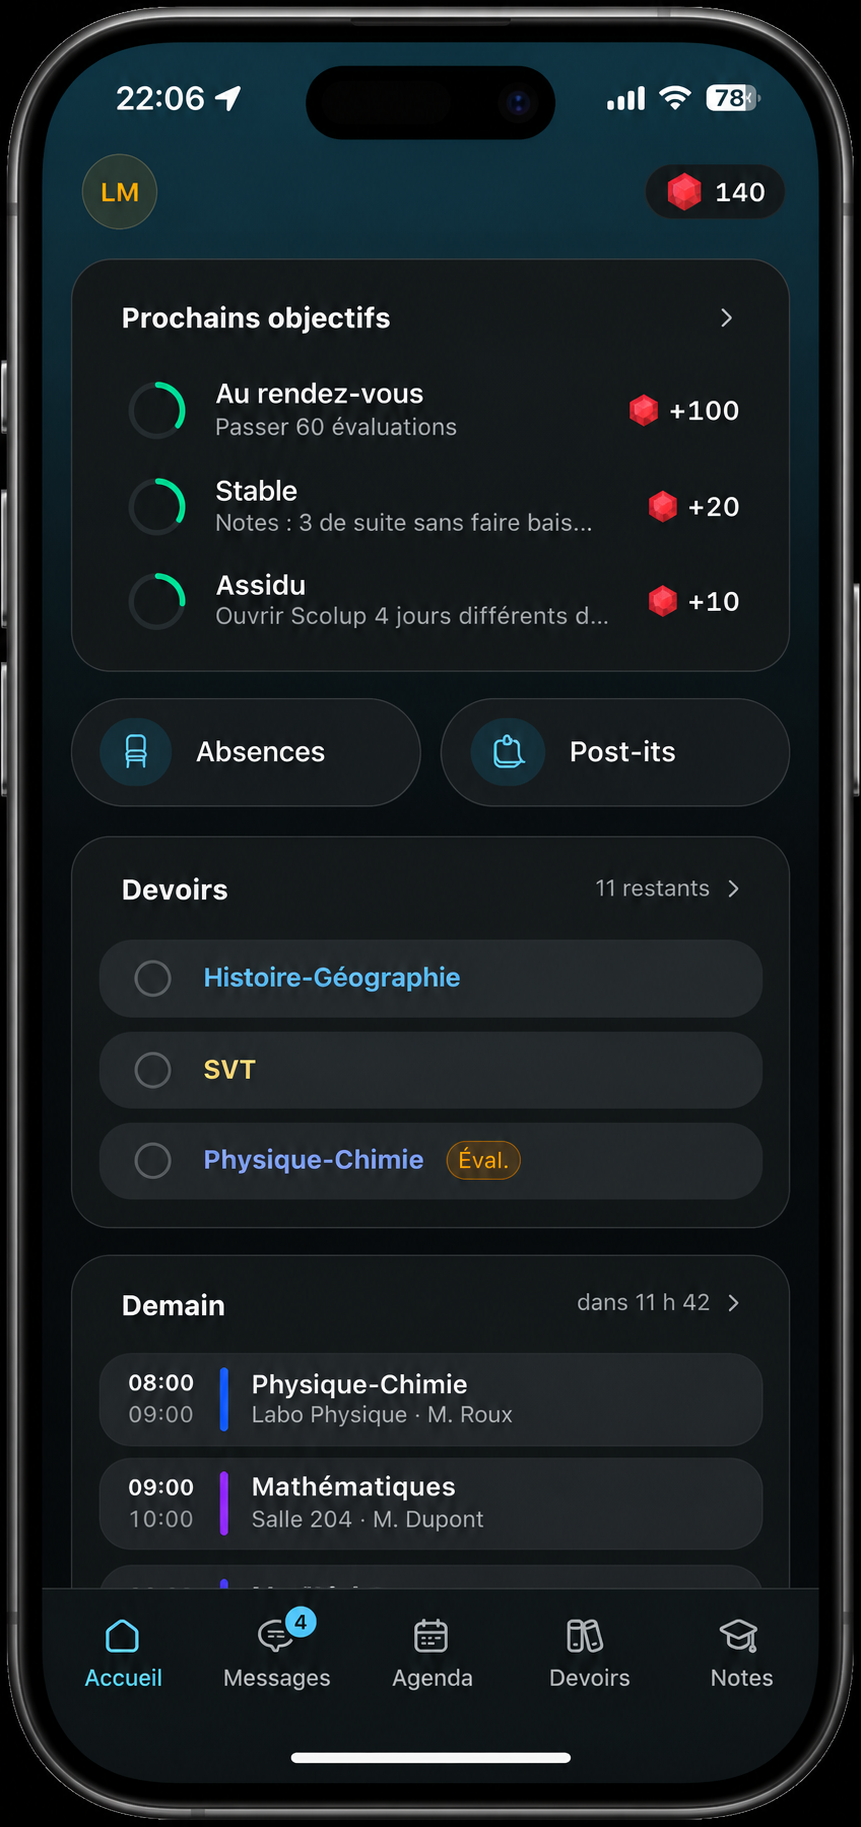 22:06
78
LM
140
Prochains objectifs
Au rendez-vous
Passer 60 évaluations
+100
Stable
Notes : 3 de suite sans faire bais...
+20
Assidu
Ouvrir Scolup 4 jours différents d...
+10
Absences
Post-its
Devoirs
11 restants
Histoire-Géographie
SVT
Physique-Chimie
Éval.
Demain
dans 11 h 42
08:00
Physique-Chimie
09:00
Labo Physique · M. Roux
09:00
Mathématiques
10:00
Salle 204 · M. Dupont
4
Accueil
Messages
Agenda
Devoirs
Notes